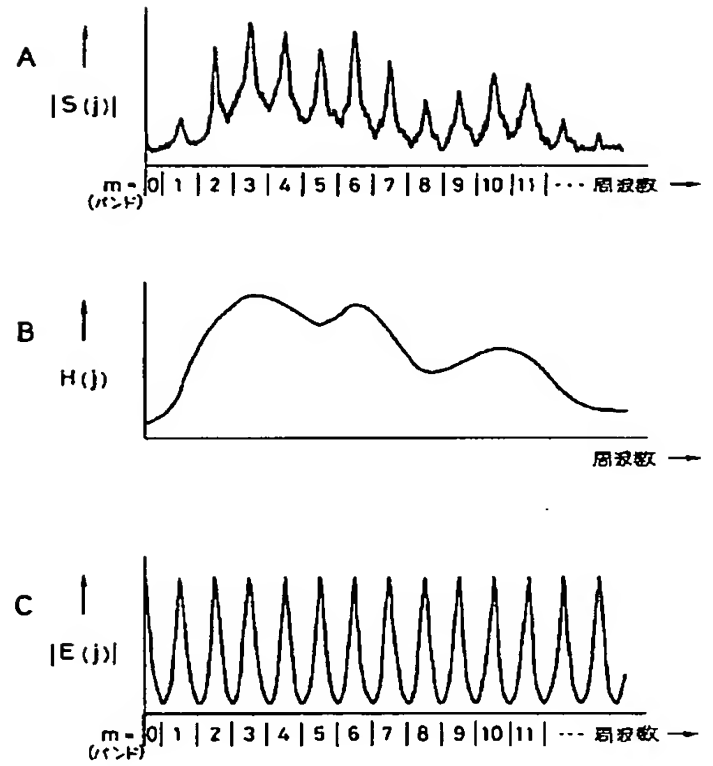 A
|S(j)|
m = 0 | 1 | 2 | 3 | 4 | 5 | 6 | 7 | 8 | 9 | 10 | 11 | ··· 周波数 →
(バンド)
B
H(j)
周波数 →
C
|E(j)|
m = 0 | 1 | 2 | 3 | 4 | 5 | 6 | 7 | 8 | 9 | 10 | 11 | ··· 周波数 →
(バンド)